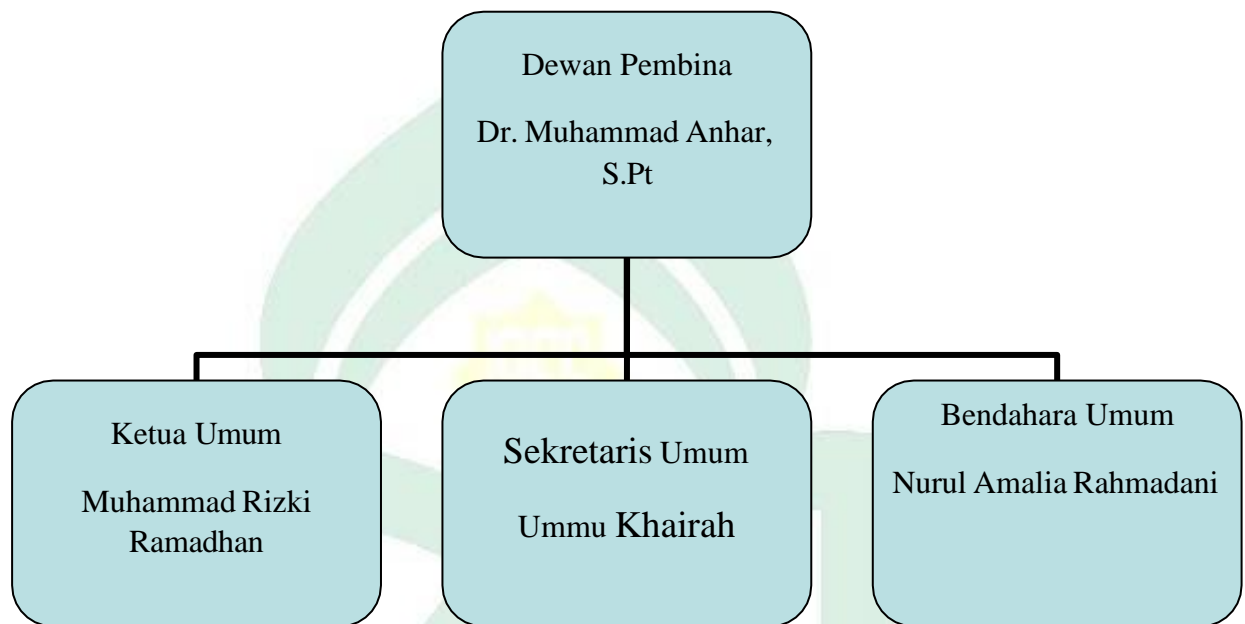 Dewan Pembina
Dr. Muhammad Anhar,
S.Pt
Ketua Umum
Muhammad Rizki
Ramadhan
Sekretaris Umum
Ummu Khairah
Bendahara Umum
Nurul Amalia Rahmadani